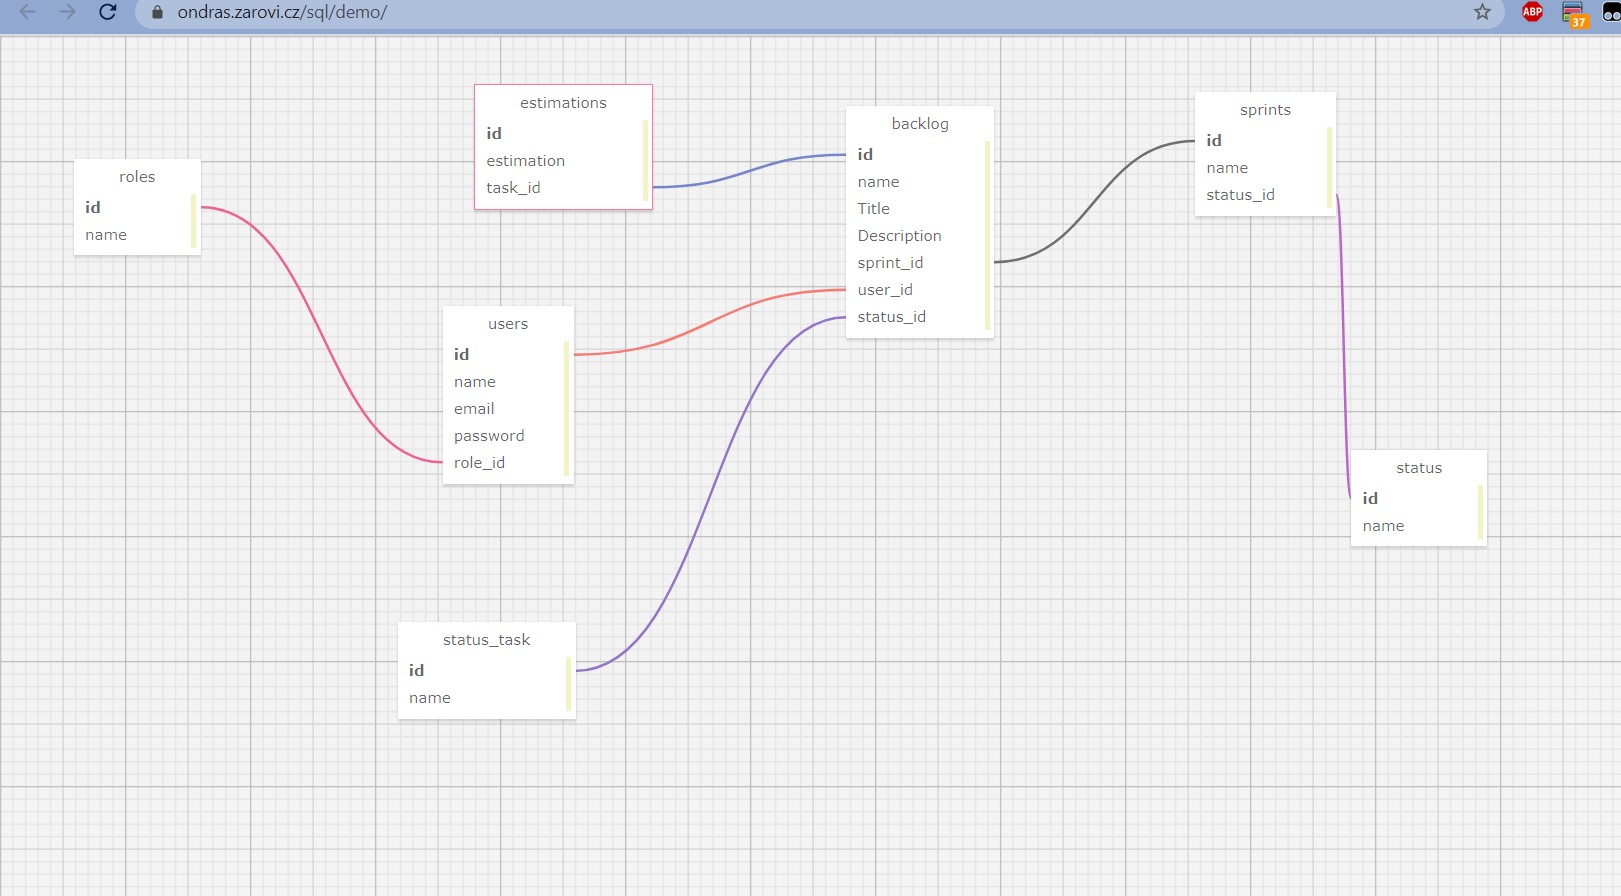 ondras.zarovi.cz/sql/demo/
ABP
37
estimations
id
estimation
task_id
backlog
id
name
Title
Description
sprint_id
user_id
status_id
sprints
id
name
status_id
roles
id
name
users
id
name
email
password
role_id
status
id
name
status_task
id
name